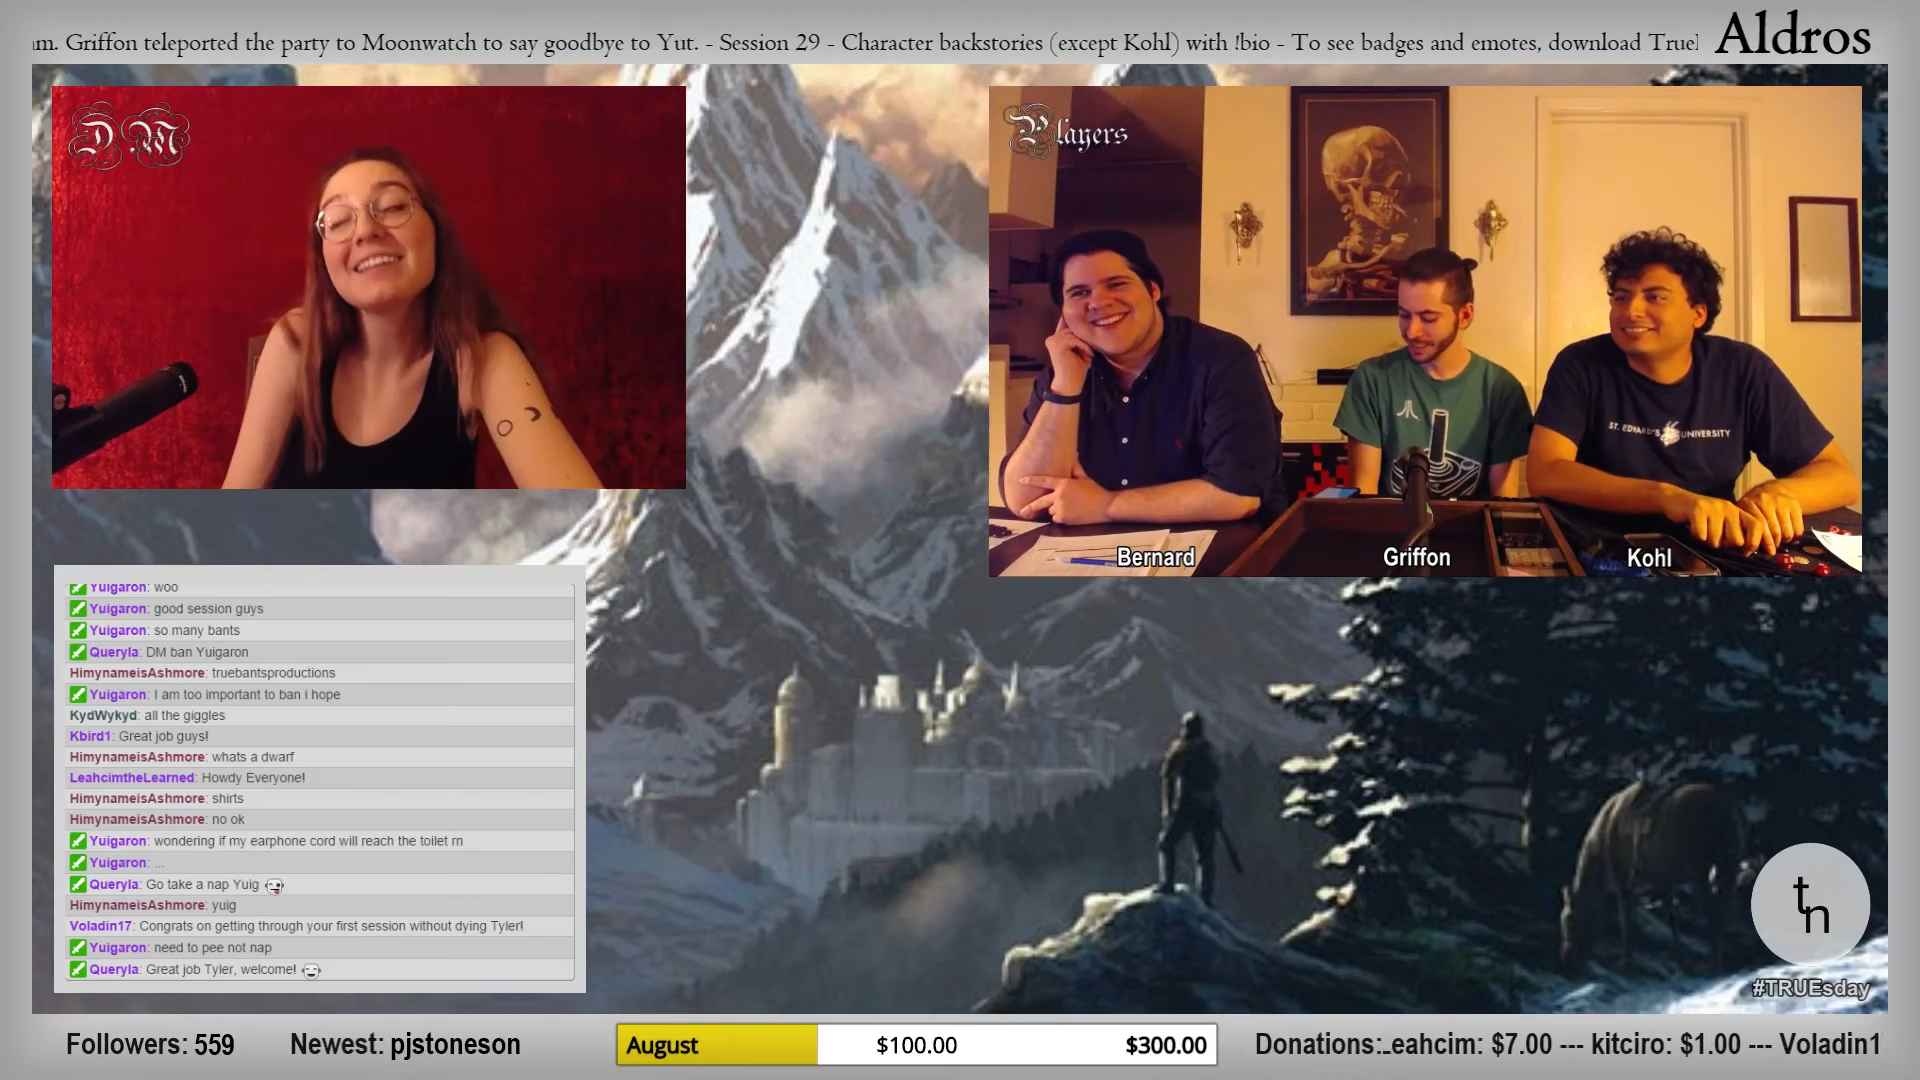 am. Griffon teleported the party to Moonwatch to say goodbye to Yut. - Session 29 - Character backstories (except Kohl) with !bio - To see badges and emotes, download True
Aldros
D.M
Players
ST. EDWARD'S UNIVERSITY
Bernard
Griffon
Kohl
Yuigaron: woo
Yuigaron: good session guys
Yuigaron: so many bants
Queryla: DM ban Yuigaron
HimynameisAshmore: truebantsproductions
Yuigaron: I am too important to ban i hope
KydWykyd: all the giggles
Kbird1: Great job guys!
HimynameisAshmore: whats a dwarf
LeahcimtheLearned: Howdy Everyone!
HimynameisAshmore: shirts
HimynameisAshmore: no ok
Yuigaron: wondering if my earphone cord will reach the toilet rn
Yuigaron: ...
Queryla: Go take a nap Yuig
HimynameisAshmore: yuig
Voladin17: Congrats on getting through your first session without dying Tyler!
Yuigaron: need to pee not nap
Queryla: Great job Tyler, welcome!
tn
#TRUEsday
Followers: 559
Newest: pjstoneson
August $100.00 $300.00
Donations: eahcim: $7.00 --- kitciro: $1.00 --- Voladin1